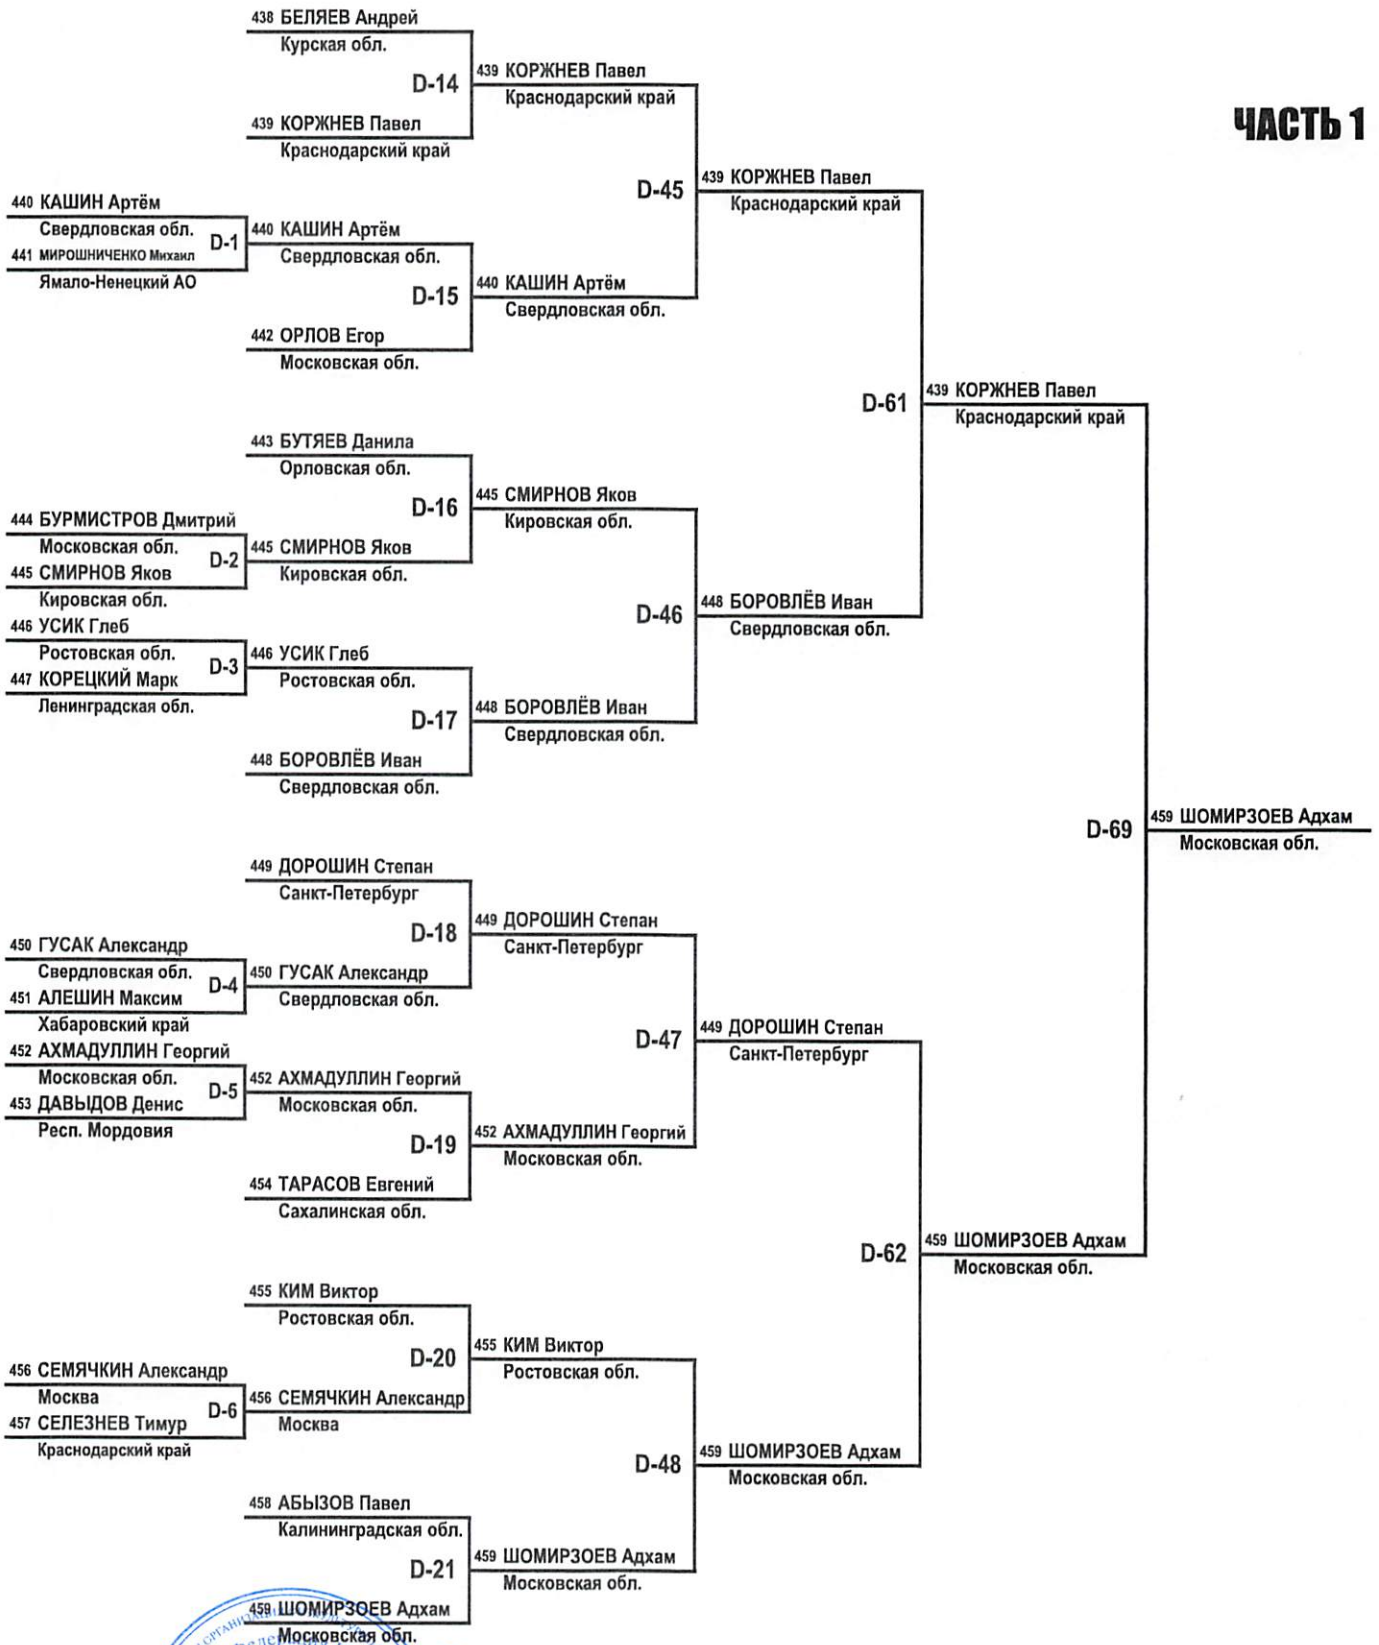 ЧАСТЬ 1
438 БЕЛЯЕВ Андрей
Курская обл.
D-14
439 КОРЖНЕВ Павел
Краснодарский край
439 КОРЖНЕВ Павел
Краснодарский край
D-45
439 КОРЖНЕВ Павел
Краснодарский край
440 КАШИН Артём
Свердловская обл.
D-1
441 МИРОШНИЧЕНКО Михаил
Ямало-Ненецкий АО
440 КАШИН Артём
Свердловская обл.
D-15
440 КАШИН Артём
Свердловская обл.
442 ОРЛОВ Егор
Московская обл.
D-61
439 КОРЖНЕВ Павел
Краснодарский край
443 БУТЯЕВ Данила
Орловская обл.
D-16
445 СМИРНОВ Яков
Кировская обл.
444 БУРМИСТРОВ Дмитрий
Московская обл.
D-2
445 СМИРНОВ Яков
Кировская обл.
445 СМИРНОВ Яков
Кировская обл.
D-46
448 БОРОВЛЁВ Иван
Свердловская обл.
446 УСИК Глеб
Ростовская обл.
D-3
447 КОРЕЦКИЙ Марк
Ленинградская обл.
446 УСИК Глеб
Ростовская обл.
D-17
448 БОРОВЛЁВ Иван
Свердловская обл.
448 БОРОВЛЁВ Иван
Свердловская обл.
D-69
459 ШОМИРЗОЕВ Адхам
Московская обл.
449 ДОРОШИН Степан
Санкт-Петербург
D-18
449 ДОРОШИН Степан
Санкт-Петербург
450 ГУСАК Александр
Свердловская обл.
D-4
451 АЛЕШИН Максим
Хабаровский край
450 ГУСАК Александр
Свердловская обл.
D-47
449 ДОРОШИН Степан
Санкт-Петербург
452 АХМАДУЛЛИН Георгий
Московская обл.
D-5
453 ДАВЫДОВ Денис
Респ. Мордовия
452 АХМАДУЛЛИН Георгий
Московская обл.
D-19
452 АХМАДУЛЛИН Георгий
Московская обл.
454 ТАРАСОВ Евгений
Сахалинская обл.
D-62
459 ШОМИРЗОЕВ Адхам
Московская обл.
455 КИМ Виктор
Ростовская обл.
D-20
455 КИМ Виктор
Ростовская обл.
456 СЕМЯЧКИН Александр
Москва
D-6
457 СЕЛЕЗНЕВ Тимур
Краснодарский край
456 СЕМЯЧКИН Александр
Москва
D-48
459 ШОМИРЗОЕВ Адхам
Московская обл.
458 АБЫЗОВ Павел
Калининградская обл.
D-21
459 ШОМИРЗОЕВ Адхам
Московская обл.
459 ШОМИРЗОЕВ Адхам
Московская обл.